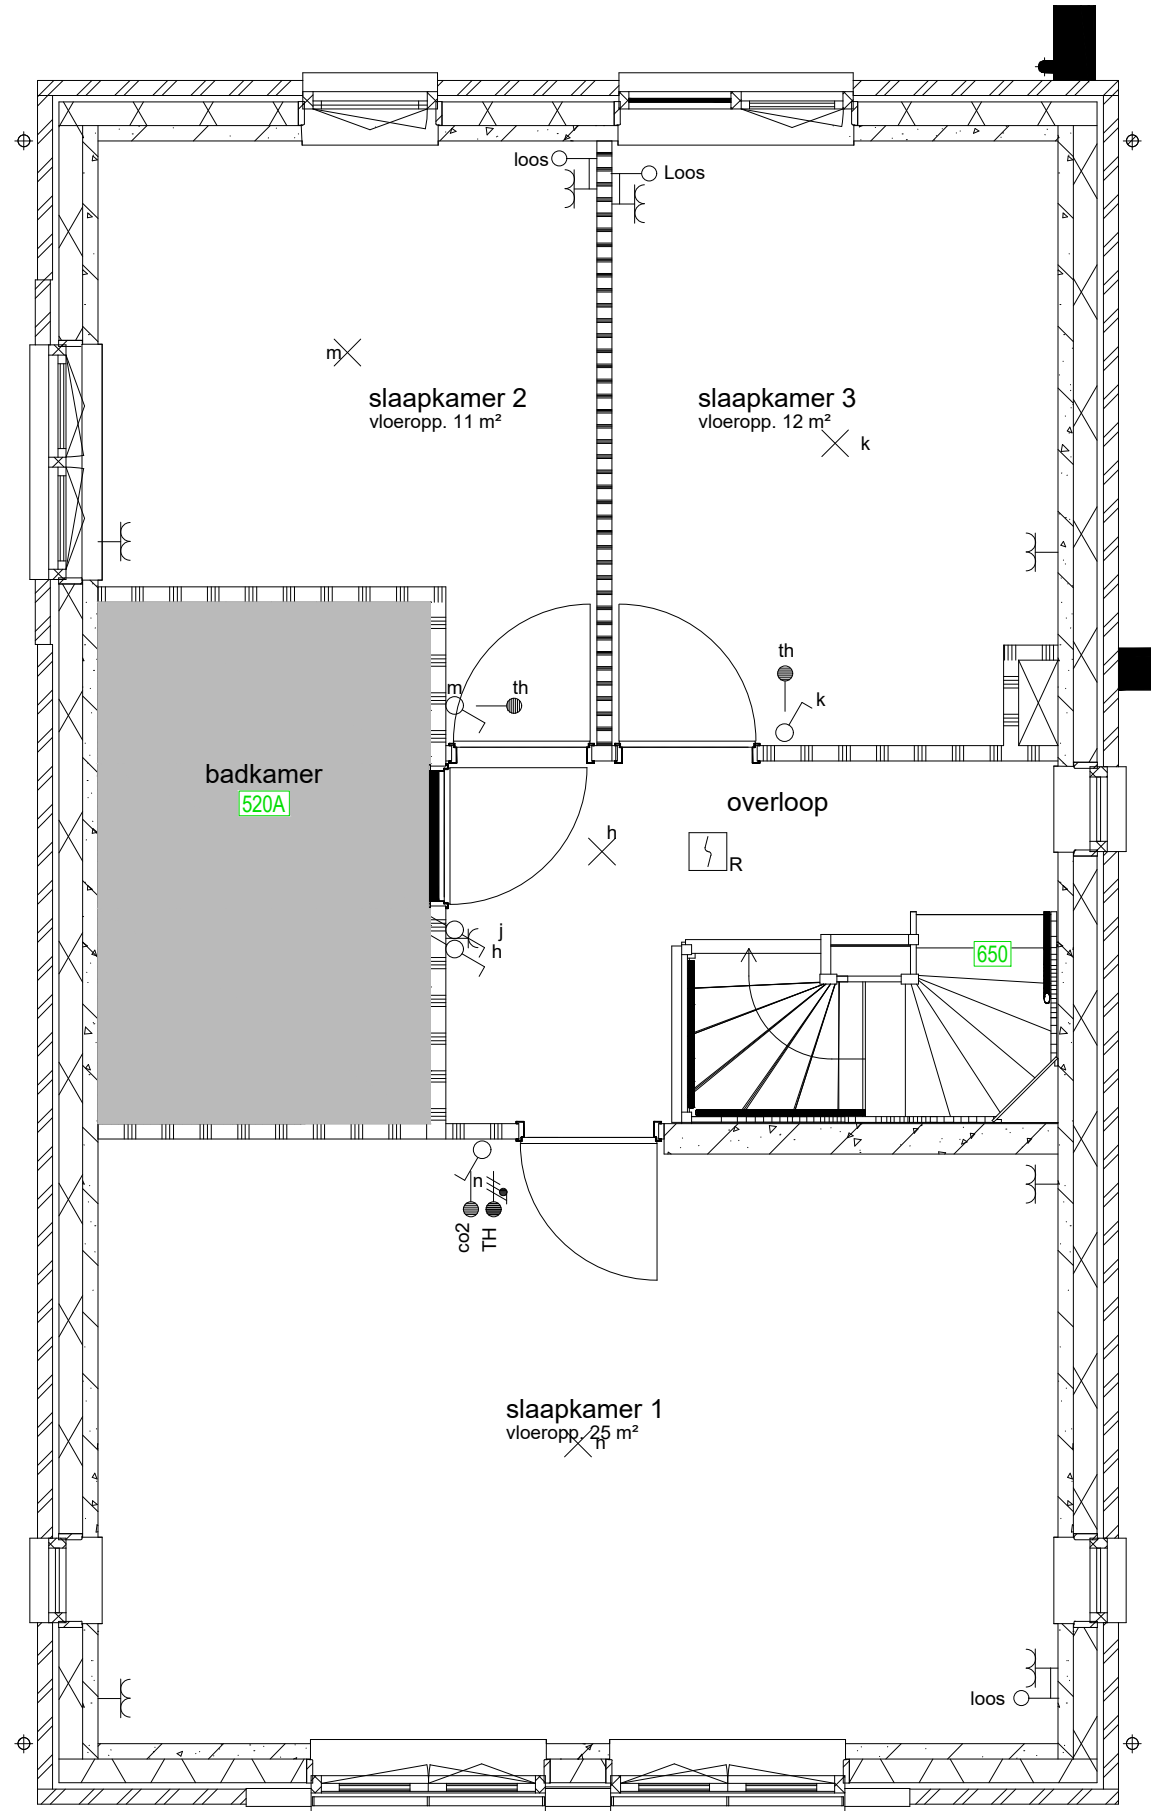 loos
Loos
m
slaapkamer 2
vloeropp. 11 m²
slaapkamer 3
vloeropp. 12 m²
k
th
m
th
k
badkamer
520A
overloop
h
R
j
h
650
n
co2
TH
slaapkamer 1
vloeropp. 25 m²
n
loos